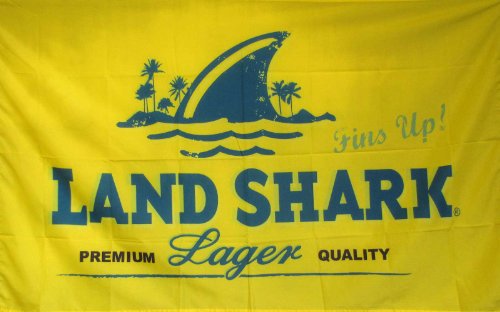 Fins Up!
LAND SHARK®
PREMIUM Lager QUALITY